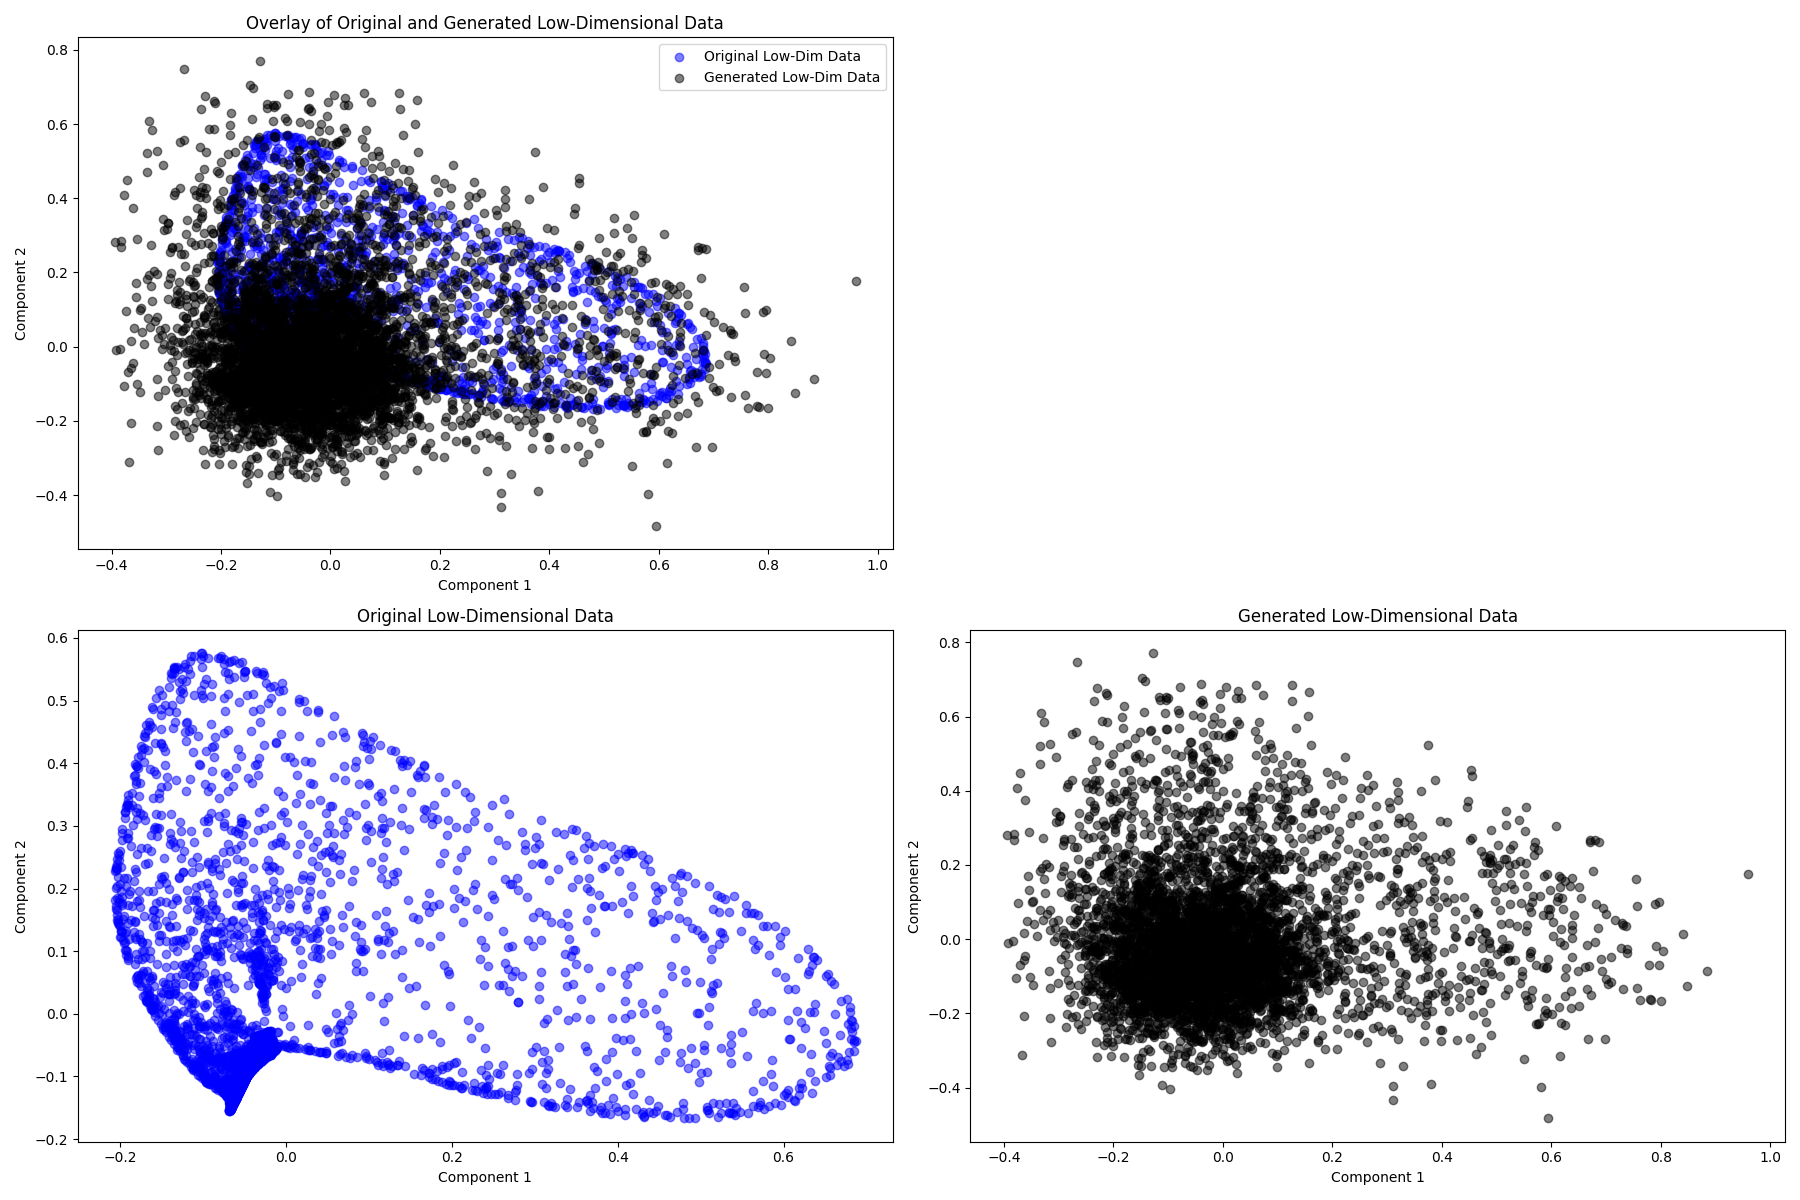 Overlay of Original and Generated Low-Dimensional Data
Original Low-Dim Data
Generated Low-Dim Data
0.8
0.6
0.4
0.2
0.0
−0.2
−0.4
Component 2
−0.4 −0.2 0.0 0.2 0.4 0.6 0.8 1.0
Component 1
Original Low-Dimensional Data
0.6
0.5
0.4
0.3
0.2
0.1
0.0
−0.1
−0.2
Component 2
−0.2 0.0 0.2 0.4 0.6
Component 1
Generated Low-Dimensional Data
0.8
0.6
0.4
0.2
0.0
−0.2
−0.4
Component 2
−0.4 −0.2 0.0 0.2 0.4 0.6 0.8 1.0
Component 1